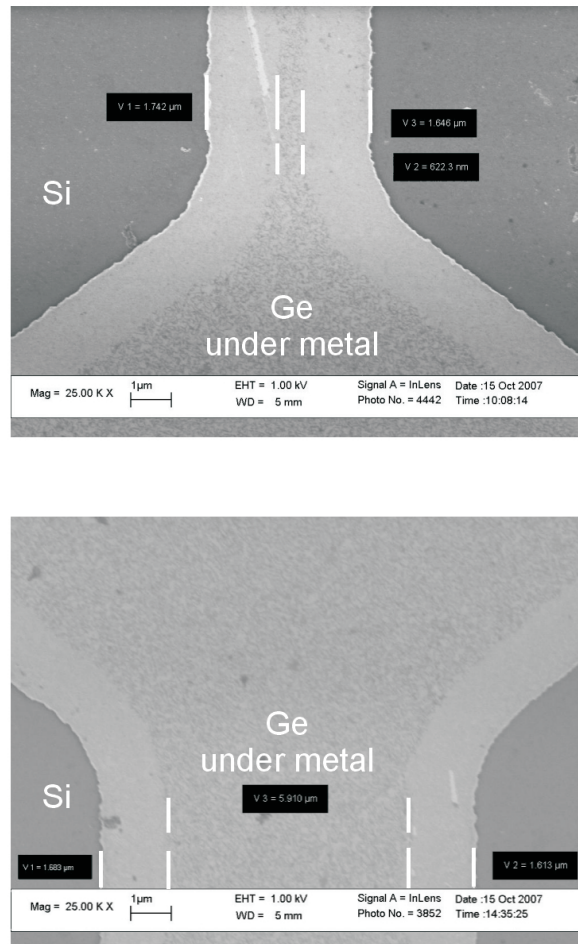 V 1 = 1.742 µm
V 3 = 1.646 µm
V 2 = 622.3 nm
Si
Ge
under metal
Mag = 25.00 K X
1µm
EHT = 1.00 kV
WD = 5 mm
Signal A = InLens
Photo No. = 4442
Date :15 Oct 2007
Time :10:08:14
Ge
under metal
Si
V 3 = 5.910 µm
V 1 = 1.583 µm
V 2 = 1.613 µm
Mag = 25.00 K X
1µm
EHT = 1.00 kV
WD = 5 mm
Signal A = InLens
Photo No. = 3852
Date :15 Oct 2007
Time :14:35:25